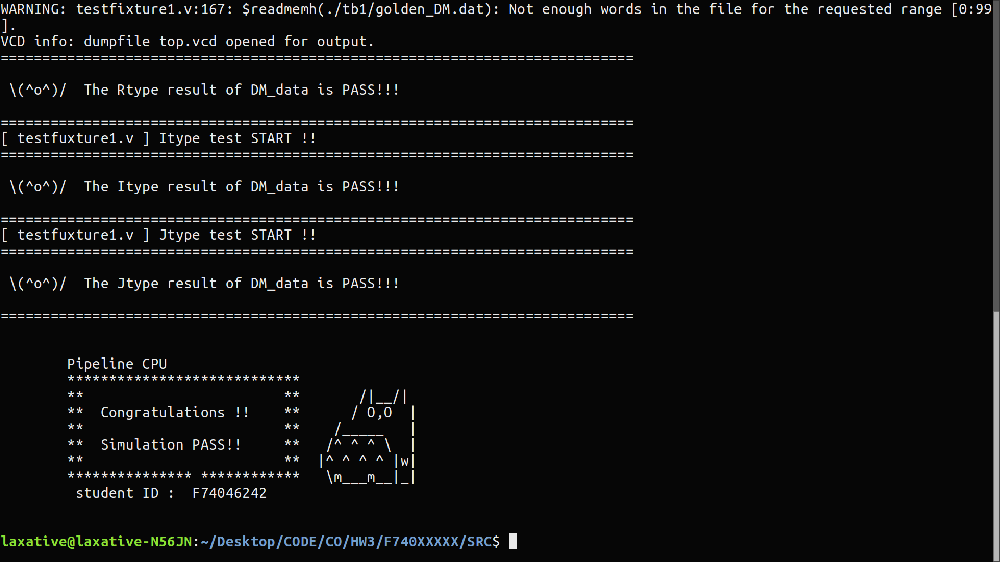 WARNING: testfixture1.v:167: $readmemh(./tb1/golden_DM.dat): Not enough words in the file for the requested range [0:99
].
VCD info: dumpfile top.vcd opened for output.
============================================================================

 \(^o^)/  The Rtype result of DM_data is PASS!!!

============================================================================
[ testfuxture1.v ] Itype test START !!
============================================================================

 \(^o^)/  The Itype result of DM_data is PASS!!!

============================================================================
[ testfuxture1.v ] Jtype test START !!
============================================================================

 \(^o^)/  The Jtype result of DM_data is PASS!!!

============================================================================


        Pipeline CPU
        ****************************
        **                        **       /|__/|
        **  Congratulations !!    **      / O,O  |
        **                        **    /_____   |
        **  Simulation PASS!!     **   /^ ^ ^ \  |
        **                        **  |^ ^ ^ ^ |w|
        *************** ************   \m___m__|_|
         student ID :  F74046242


laxative@laxative-N56JN:~/Desktop/CODE/CO/HW3/F740XXXXX/SRC$